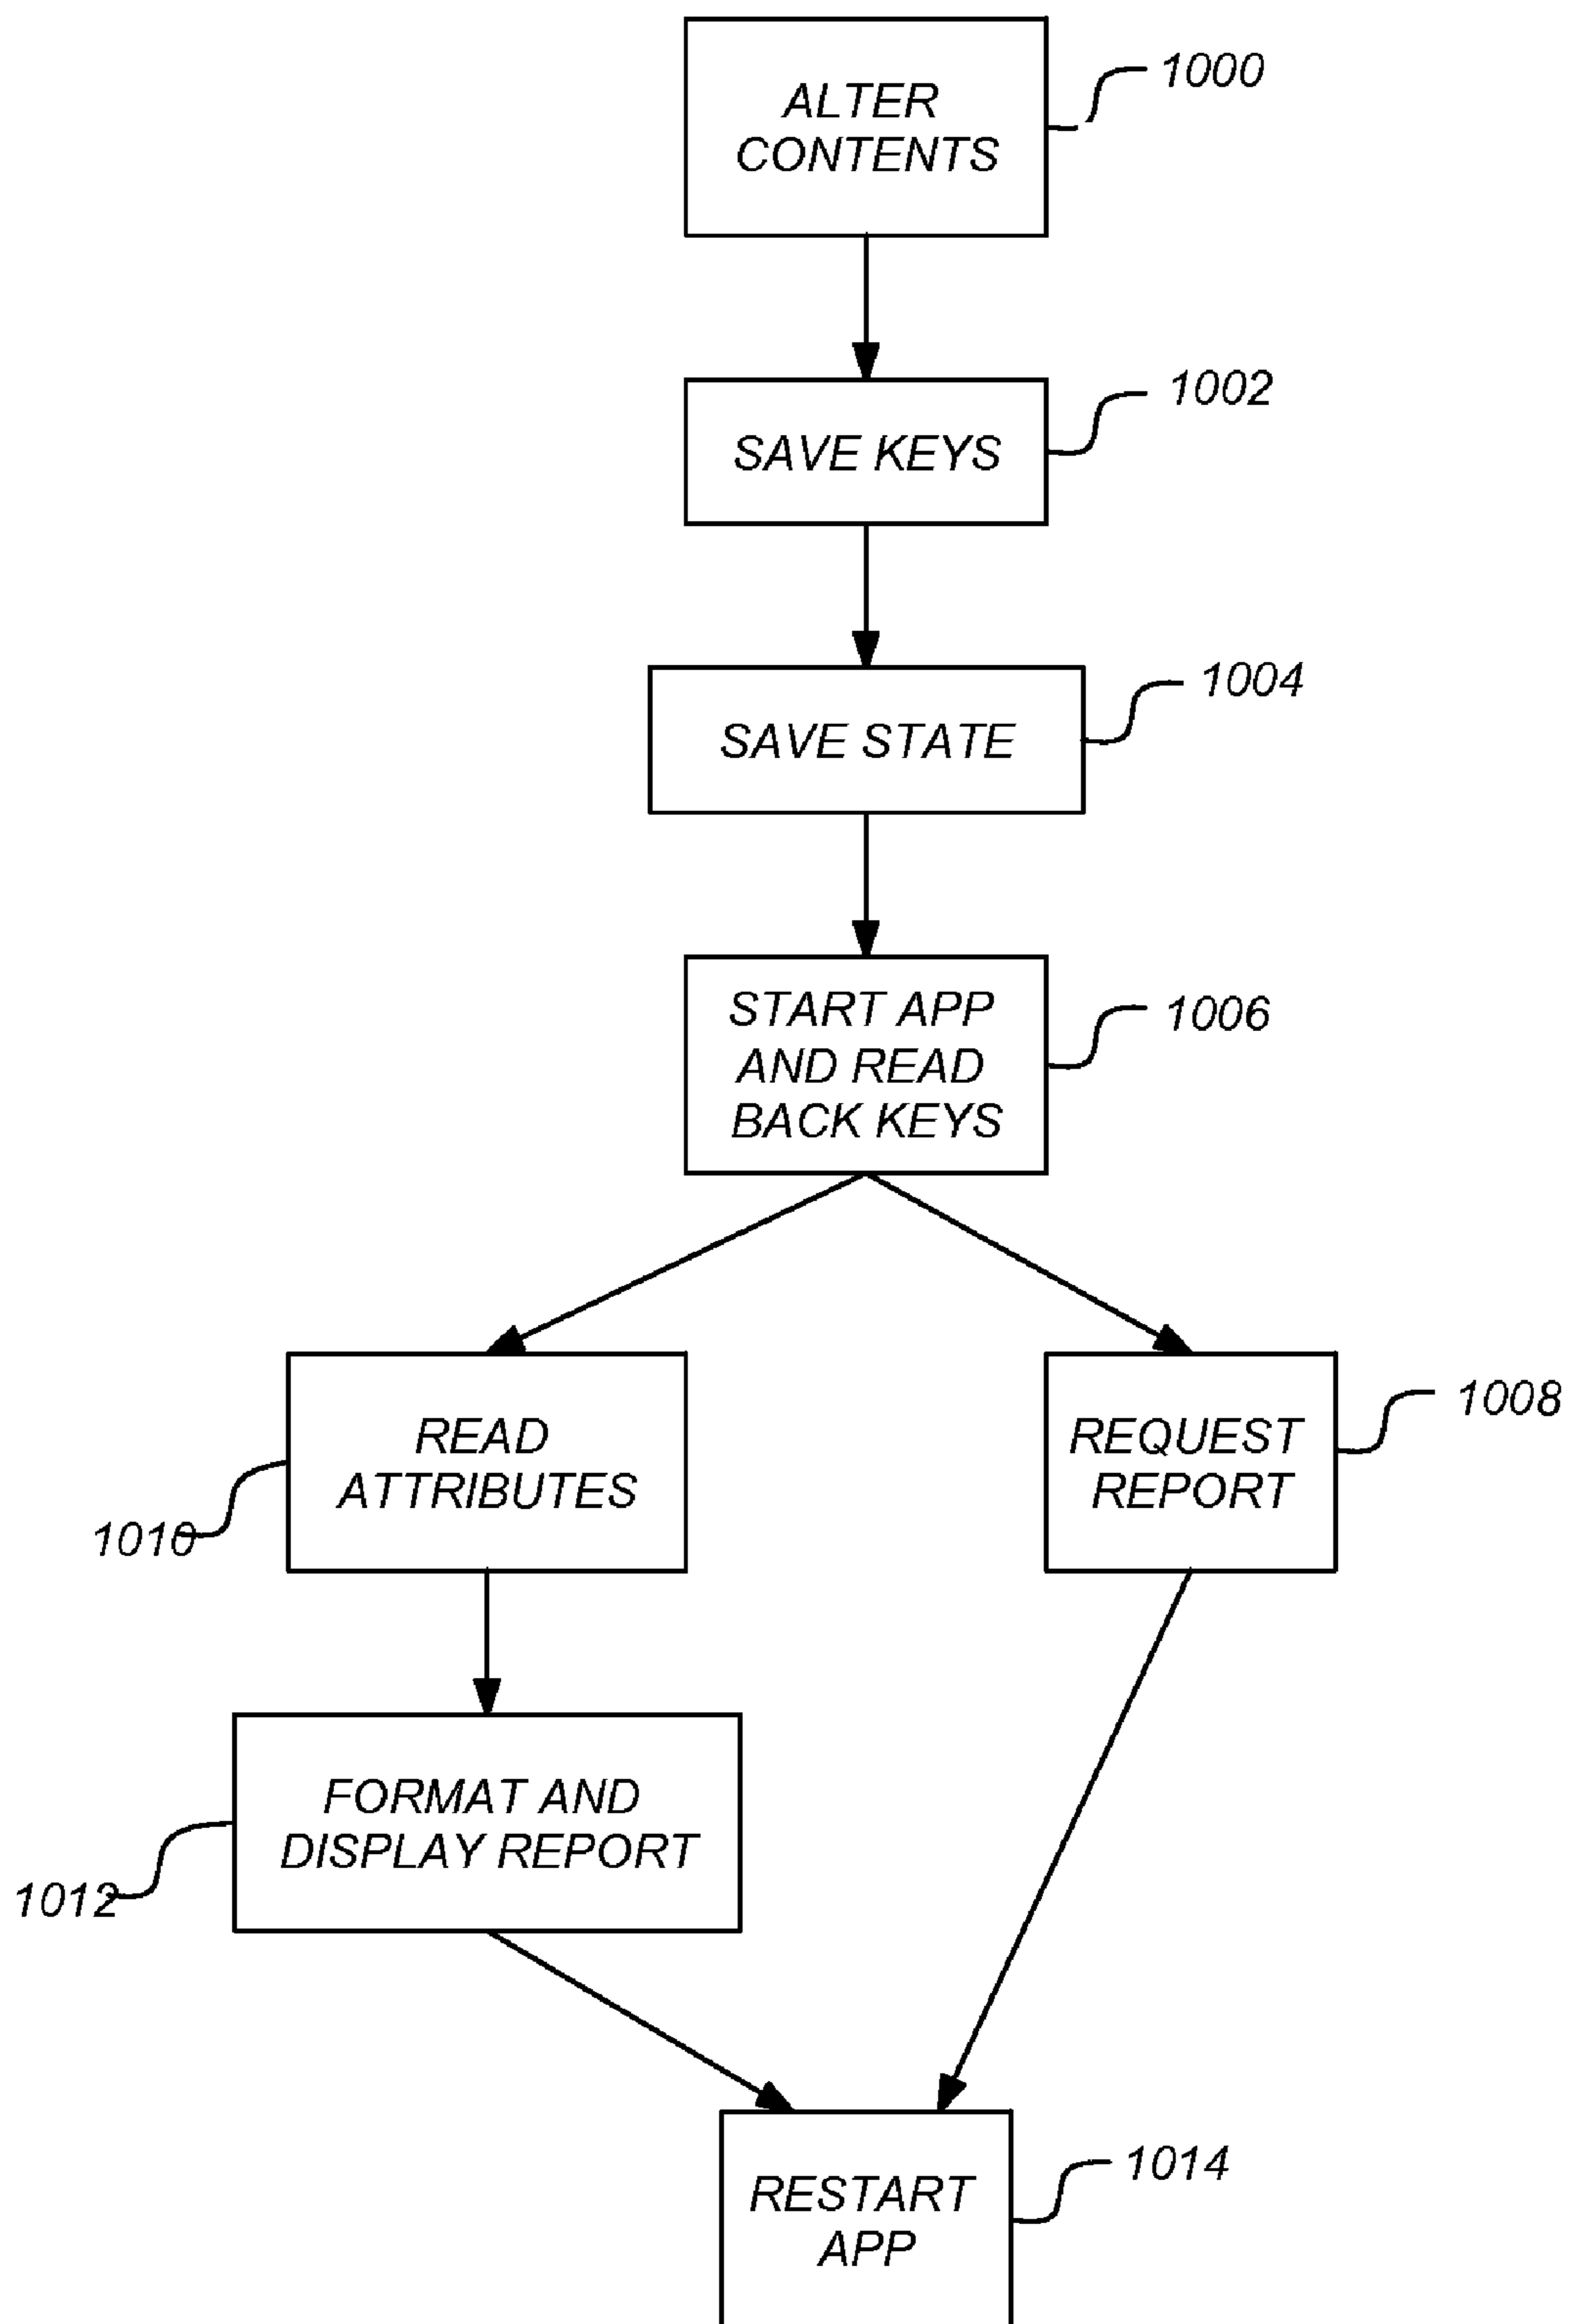 ALTER
CONTENTS
1000
SAVE KEYS
1002
SAVE STATE
1004
START APP
AND READ
BACK KEYS
1006
READ
ATTRIBUTES
1010
REQUEST
REPORT
1008
FORMAT AND
DISPLAY REPORT
1012
RESTART
APP
1014